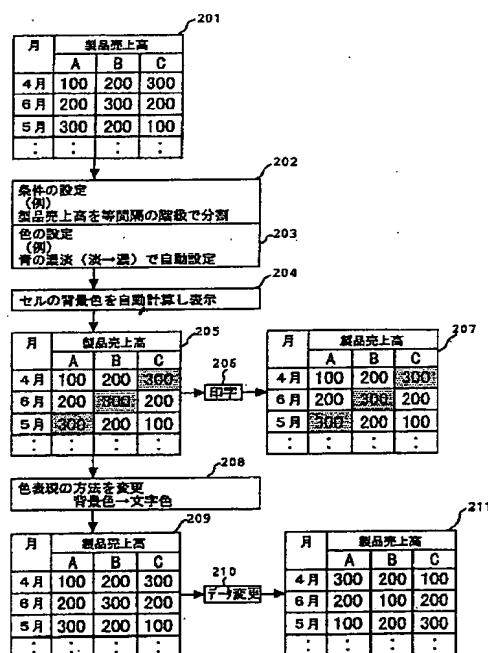 201
月 製品売上高
A B C
4月 100 200 300
6月 200 300 200
5月 300 200 100
: : : :
202
条件の設定
(例)
製品売上高を等間隔の階級で分割
203
色の設定
(例)
青の濃淡(淡→濃)で自動設定
204
セルの背景色を自動計算し表示
205
月 製品売上高
A B C
4月 100 200 300
6月 200 300 200
5月 300 200 100
: : : :
206
印字
207
月 製品売上高
A B C
4月 100 200 300
6月 200 300 200
5月 300 200 100
: : : :
208
色表現の方法を変更
背景色→文字色
209
月 製品売上高
A B C
4月 100 200 300
6月 200 300 200
5月 300 200 100
: : : :
210
データ変更
211
月 製品売上高
A B C
4月 300 200 100
6月 200 100 200
5月 100 200 300
: : : :